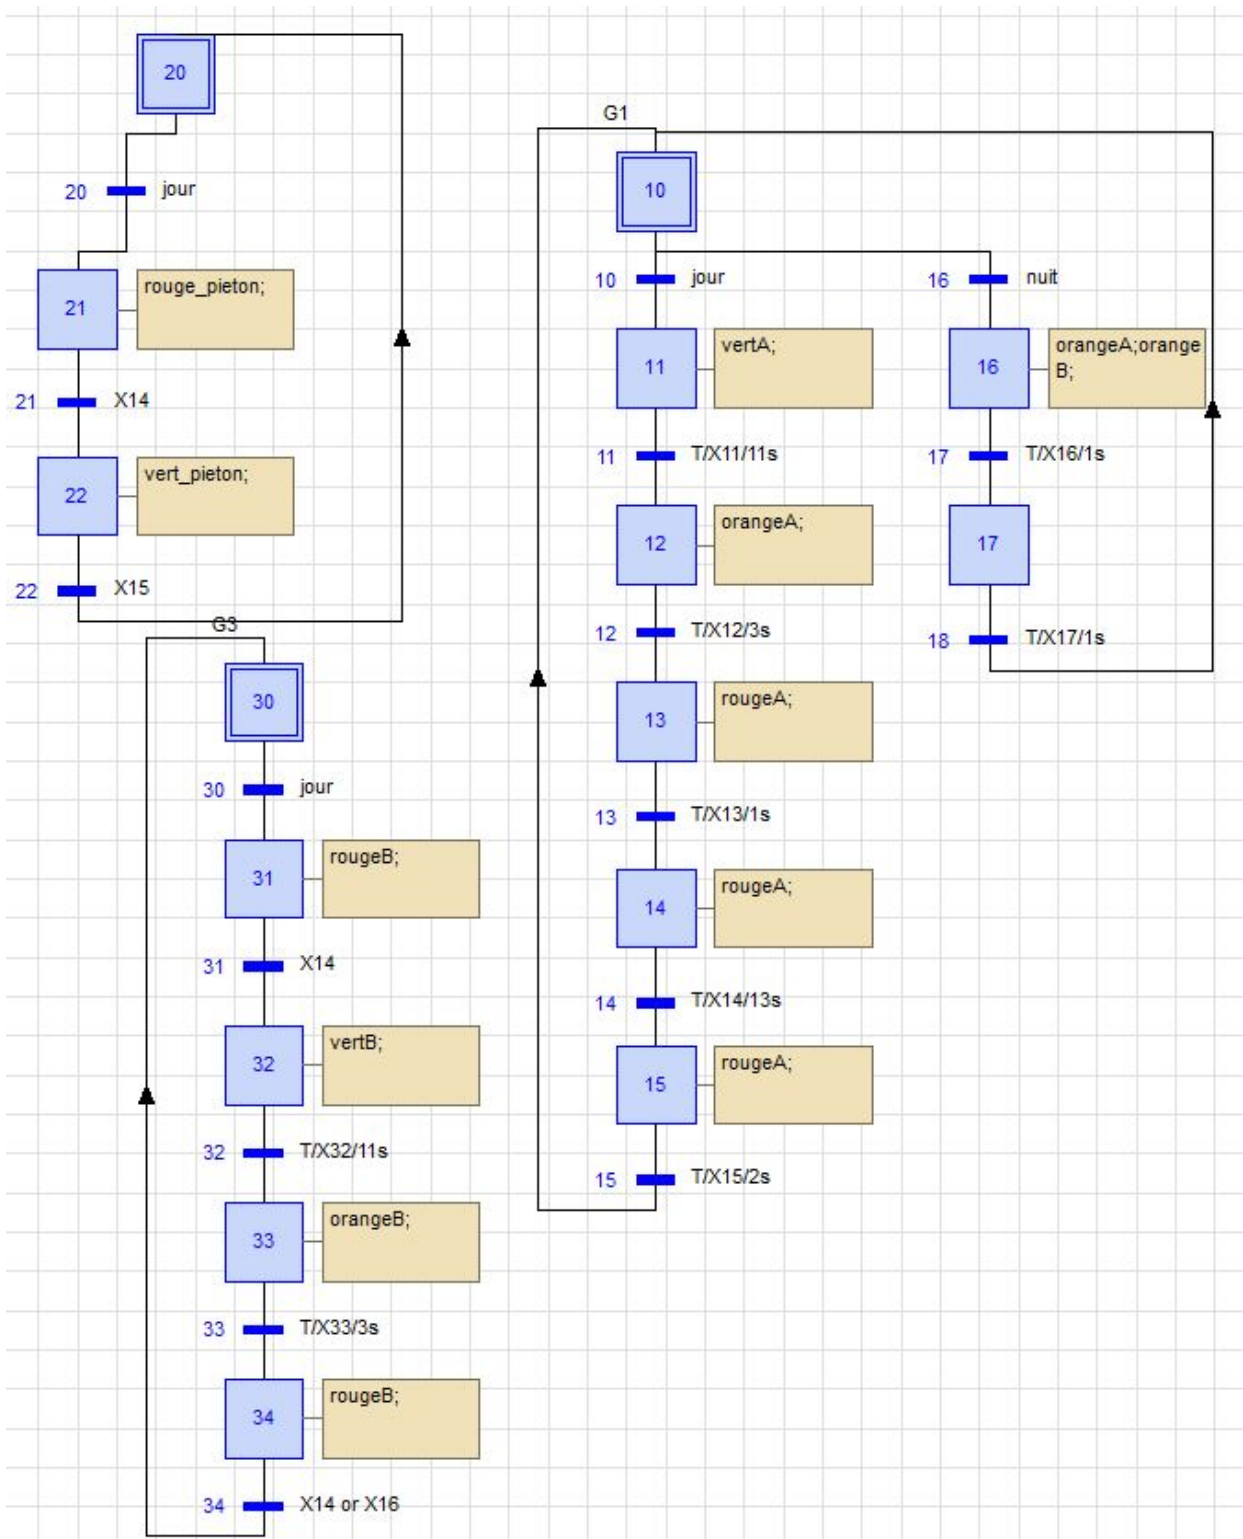 20
20 jour
21 rouge_pieton;
21 X14
22 vert_pieton;
22 X15
G3
30
30 jour
31 rougeB;
31 X14
32 vertB;
32 T/X32/11s
33 orangeB;
33 T/X33/3s
34 rougeB;
34 X14 or X16
G1
10
10 jour
11 vertA;
11 T/X11/11s
12 orangeA;
12 T/X12/3s
13 rougeA;
13 T/X13/1s
14 rougeA;
14 T/X14/13s
15 rougeA;
15 T/X15/2s
16 nuit
16 orangeA;orange
B;
17 T/X16/1s
17
18 T/X17/1s